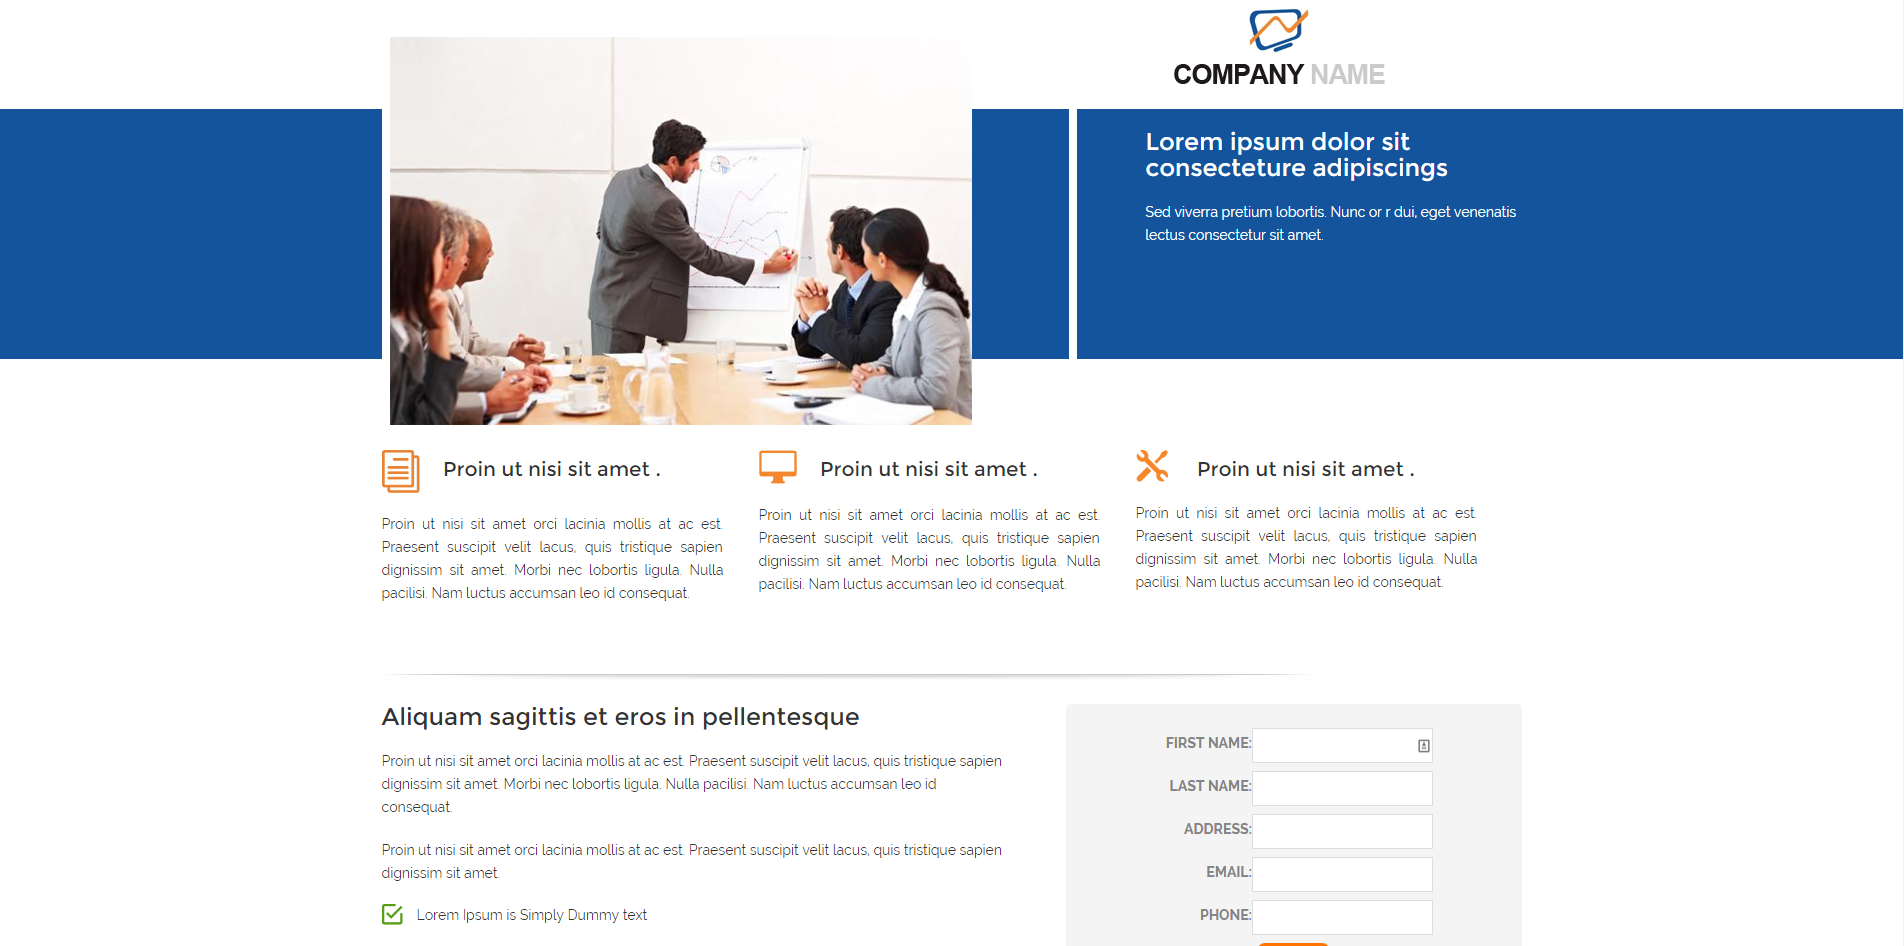 COMPANY NAME
Lorem ipsum dolor sit
consecteture adipiscings
Sed viverra pretium lobortis. Nunc or r dui, eget venenatis
lectus consectetur sit amet.
Proin ut nisi sit amet .
Proin ut nisi sit amet orci lacinia mollis at ac est.
Praesent suscipit velit lacus, quis tristique sapien
dignissim sit amet. Morbi nec lobortis ligula. Nulla
pacilisi. Nam luctus accumsan leo id consequat.
Proin ut nisi sit amet .
Proin ut nisi sit amet orci lacinia mollis at ac est.
Praesent suscipit velit lacus, quis tristique sapien
dignissim sit amet. Morbi nec lobortis ligula. Nulla
pacilisi. Nam luctus accumsan leo id consequat.
Proin ut nisi sit amet .
Proin ut nisi sit amet orci lacinia mollis at ac est.
Praesent suscipit velit lacus, quis tristique sapien
dignissim sit amet. Morbi nec lobortis ligula. Nulla
pacilisi. Nam luctus accumsan leo id consequat.
Aliquam sagittis et eros in pellentesque
Proin ut nisi sit amet orci lacinia mollis at ac est. Praesent suscipit velit lacus, quis tristique sapien
dignissim sit amet. Morbi nec lobortis ligula. Nulla pacilisi. Nam luctus accumsan leo id
consequat.
Proin ut nisi sit amet orci lacinia mollis at ac est. Praesent suscipit velit lacus, quis tristique sapien
dignissim sit amet.
Lorem Ipsum is Simply Dummy text
FIRST NAME:
LAST NAME:
ADDRESS:
EMAIL:
PHONE: